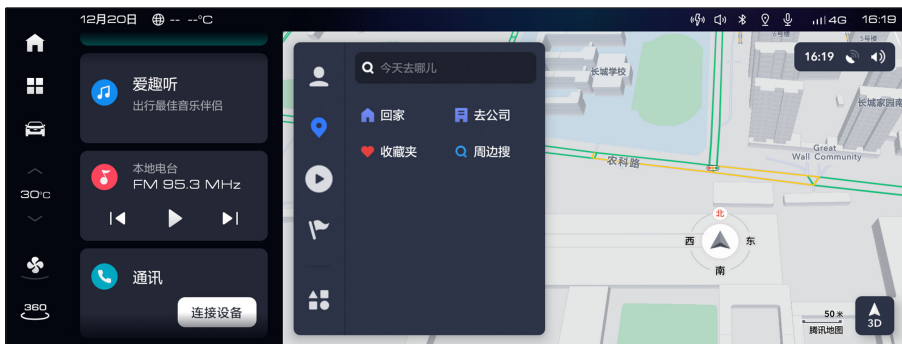 12月20日 -- --°C
4G 16:19
30°C
360
爱趣听
出行最佳音乐伴侣
本地电台
FM 95.3 MHz
通讯
连接设备
今天去哪儿
回家 去公司
收藏夹 周边搜
长城学校
5号楼
16:19
长城家园南
Great
Wall Community
农科路
北
西 东
南
50米
腾讯地图
3D